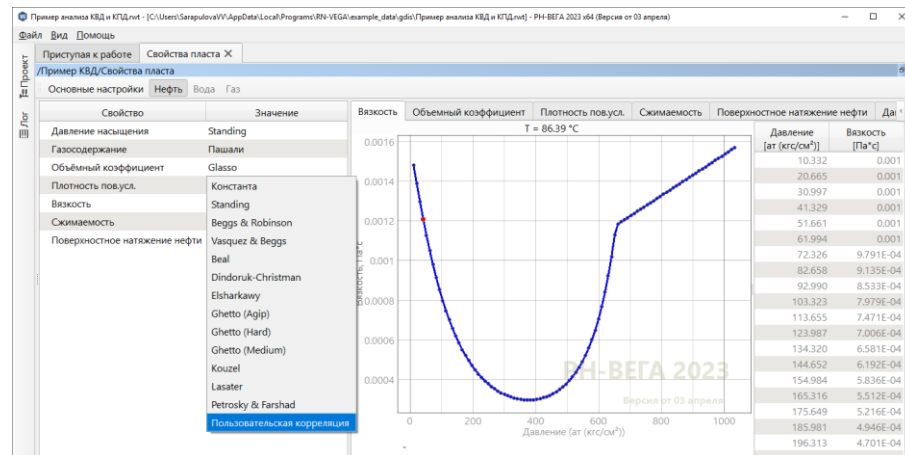 Пример анализа КВД и КПД.rwt - [C:\Users\SarapulovaVV\AppData\Local\Programs\RN-VEGA\example_data\gdis\Пример анализа КВД и КПД.rwt] - РН-ВЕГА 2023 x64 (Версия от 03 апреля)
Файл Вид Помощь
Проект
Лог
Приступая к работе Свойства пласта
/Пример КВД/Свойства пласта
Основные настройки Нефть Вода Газ
Свойство Значение
Давление насыщения Standing
Газосодержание Пашали
Объёмный коэффициент Glasso
Плотность пов.усл.
Вязкость
Сжимаемость
Поверхностное натяжение нефти
Константа
Standing
Beggs & Robinson
Vasquez & Beggs
Beal
Dindoruk-Christman
Elsharkawy
Ghetto (Agip)
Ghetto (Hard)
Ghetto (Medium)
Kouzel
Lasater
Petrosky & Farshad
Пользовательская корреляция
Вязкость Объемный коэффициент Плотность пов.усл. Сжимаемость Поверхностное натяжение нефти
T = 86.39 °C
0.0016
0.0014
0.0012
0.001
0.0008
0.0006
0.0004
Вязкость, Па*с
0 200 400 600 800 1000
Давление (ат (кгс/см²))
РН-ВЕГА 2023
Версия от 03 апреля
Давление Вязкость
[ат (кгс/см²)] [Па*с]
10.332 0.001
20.665 0.001
30.997 0.001
41.329 0.001
51.661 0.001
61.994 0.001
72.326 9.791E-04
82.658 9.135E-04
92.990 8.533E-04
103.323 7.979E-04
113.655 7.471E-04
123.987 7.006E-04
134.320 6.581E-04
144.652 6.192E-04
154.984 5.836E-04
165.316 5.512E-04
175.649 5.216E-04
185.981 4.946E-04
196.313 4.701E-04